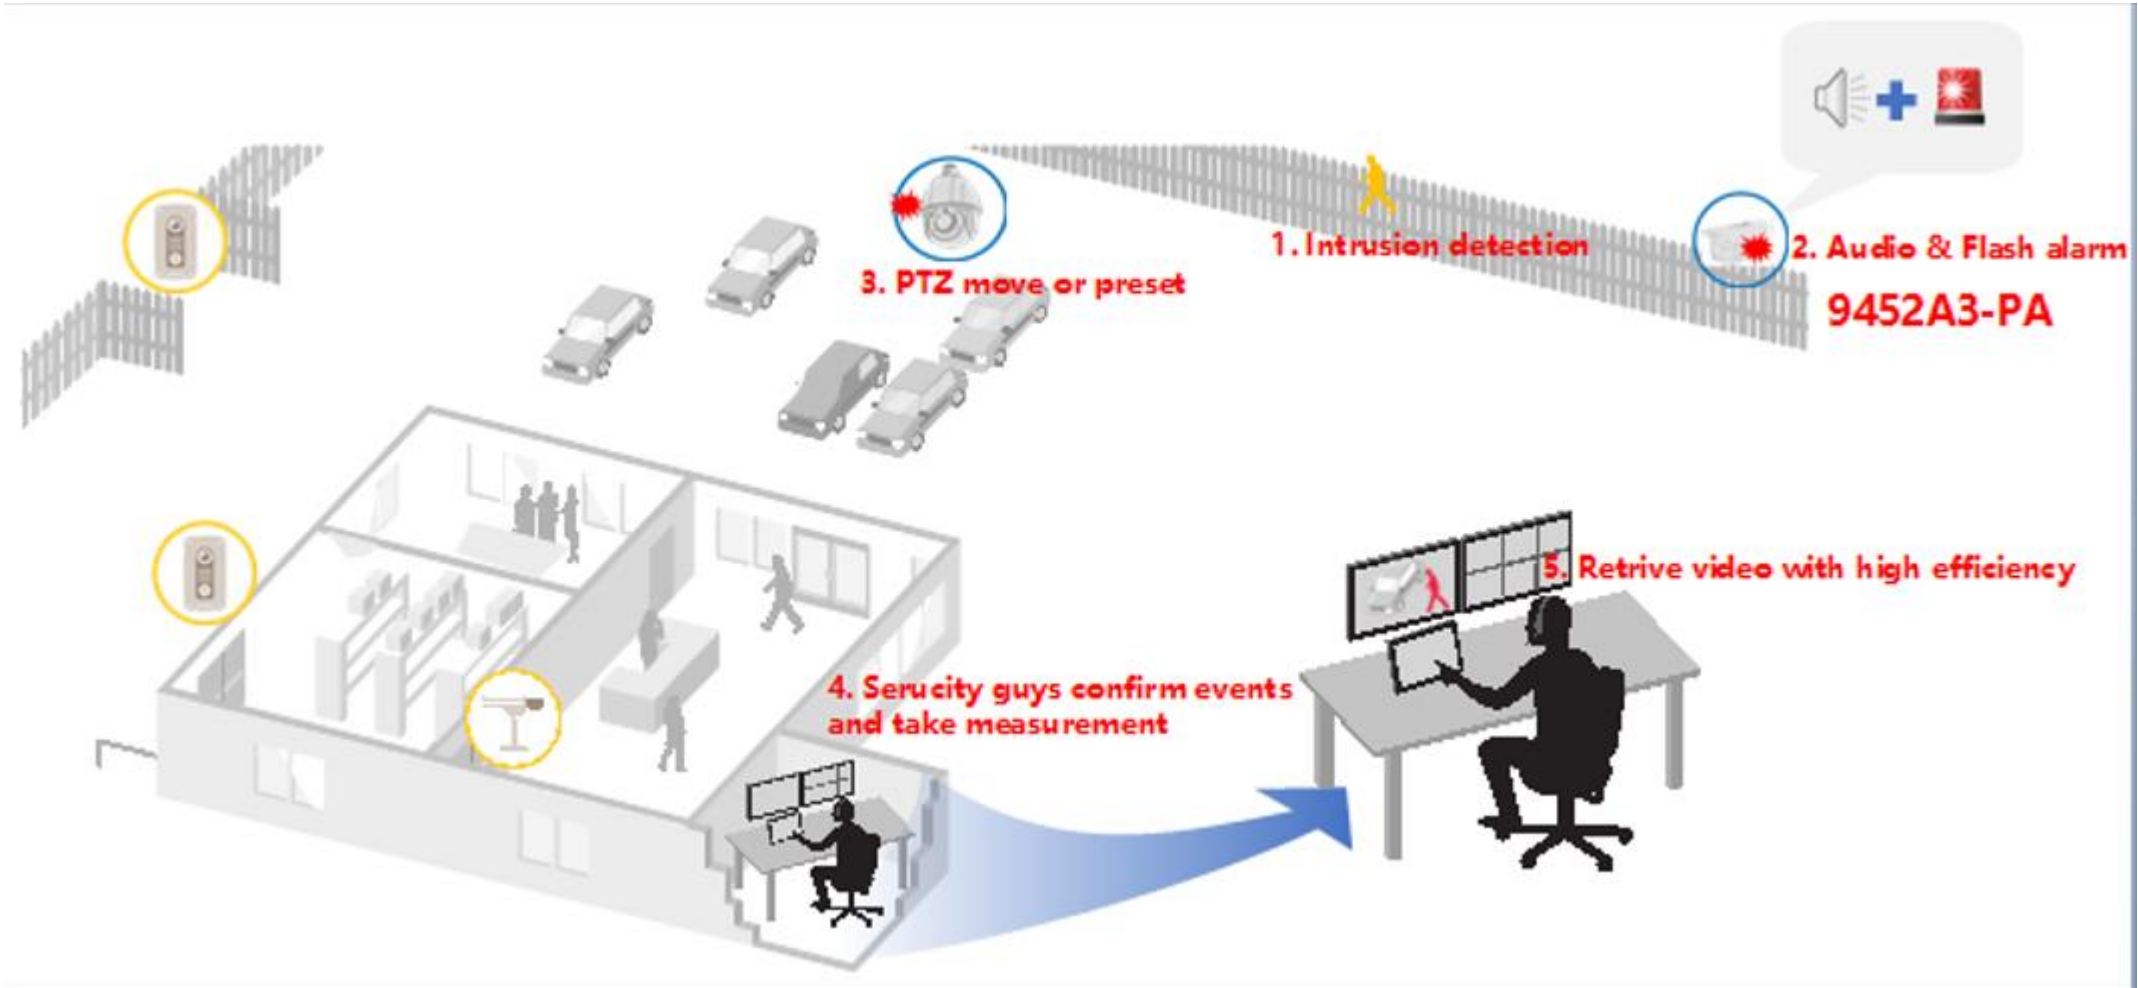 1. Intrusion detection
2. Audio & Flash alarm
9452A3-PA
3. PTZ move or preset
4. Serucity guys confirm events
and take measurement
5. Retrive video with high efficiency